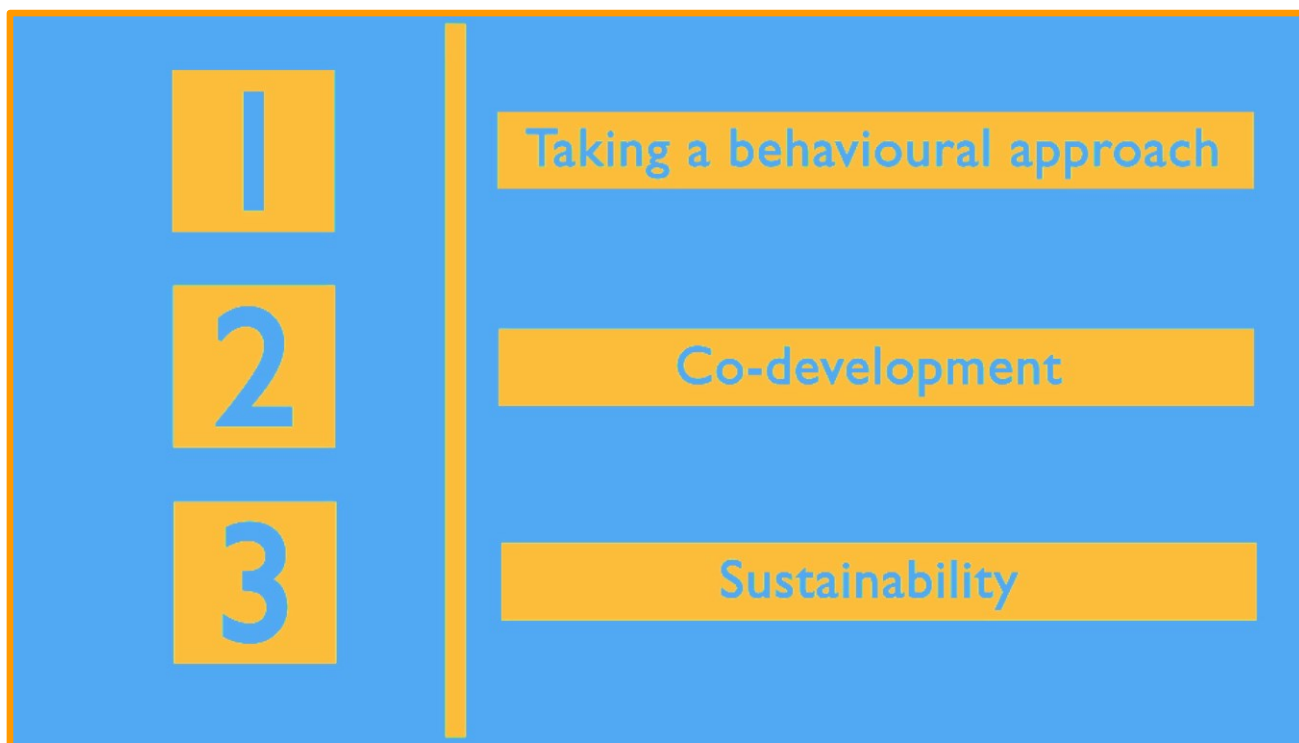 1
Taking a behavioural approach
2
Co-development
3
Sustainability